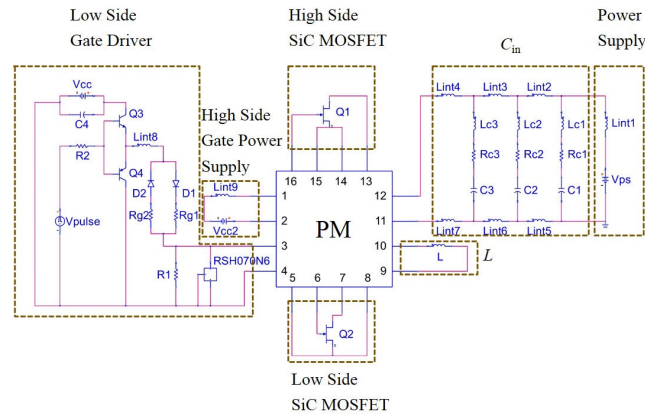 Low Side
Gate Driver
High Side
SiC MOSFET
Cin
Power
Supply
Vcc
C4
Q3
Lint8
R2
Q4
D2
D1
Rg2
Rg1
Vpulse
R1
RSH070N6
High Side
Gate Power
Supply
Lint9
Vcc2
Q1
16 15 14 13
1
2
3
4
PM
12
11
10
9
5 6 7 8
Q2
Low Side
SiC MOSFET
Lint4 Lint3 Lint2
Lc3 Lc2 Lc1
Rc3 Rc2 Rc1
C3 C2 C1
Lint7 Lint6 Lint5
Lint1
Vps
L
L